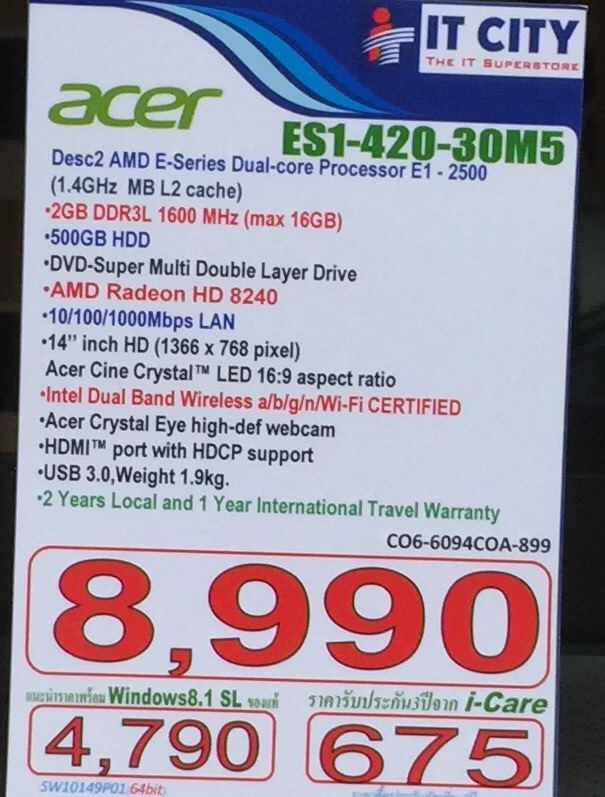 IT CITY
THE IT SUPERSTORE
acer
ES1-420-30M5
Desc2 AMD E-Series Dual-core Processor E1 - 2500
(1.4GHz MB L2 cache)
•2GB DDR3L 1600 MHz (max 16GB)
•500GB HDD
•DVD-Super Multi Double Layer Drive
•AMD Radeon HD 8240
•10/100/1000Mbps LAN
•14” inch HD (1366 x 768 pixel)
Acer Cine Crystal™ LED 16:9 aspect ratio
•Intel Dual Band Wireless a/b/g/n/Wi-Fi CERTIFIED
•Acer Crystal Eye high-def webcam
•HDMI™ port with HDCP support
•USB 3.0,Weight 1.9kg.
•2 Years Local and 1 Year International Travel Warranty
CO6-6094COA-899
8,990
แนะนำราคาพร้อม Windows8.1 SL ของแท้
4,790
SW10149P01(64bit)
ราคารับประกัน3ปีจาก i-Care
675